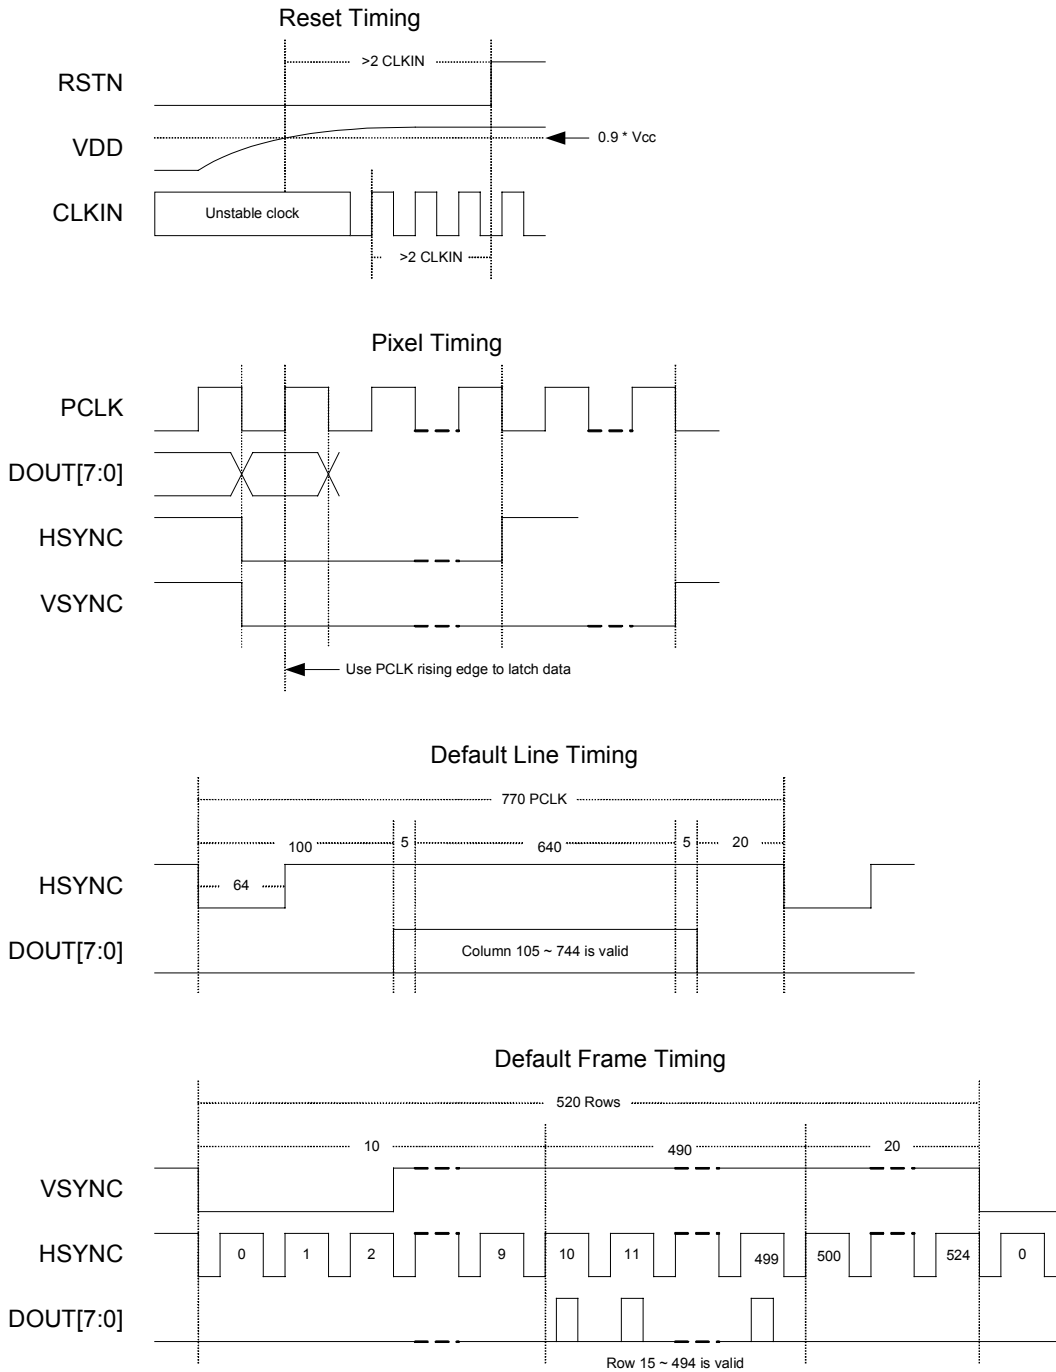 Reset Timing
>2 CLKIN
RSTN
VDD
0.9 * Vcc
CLKIN
Unstable clock
>2 CLKIN
Pixel Timing
PCLK
DOUT[7:0]
HSYNC
VSYNC
Use PCLK rising edge to latch data
Default Line Timing
770 PCLK
100 5 640 5 20
HSYNC
64
DOUT[7:0]
Column 105 ~ 744 is valid
Default Frame Timing
520 Rows
10 490 20
VSYNC
HSYNC
0 1 2 9 10 11 499 500 524 0
DOUT[7:0]
Row 15 ~ 494 is valid